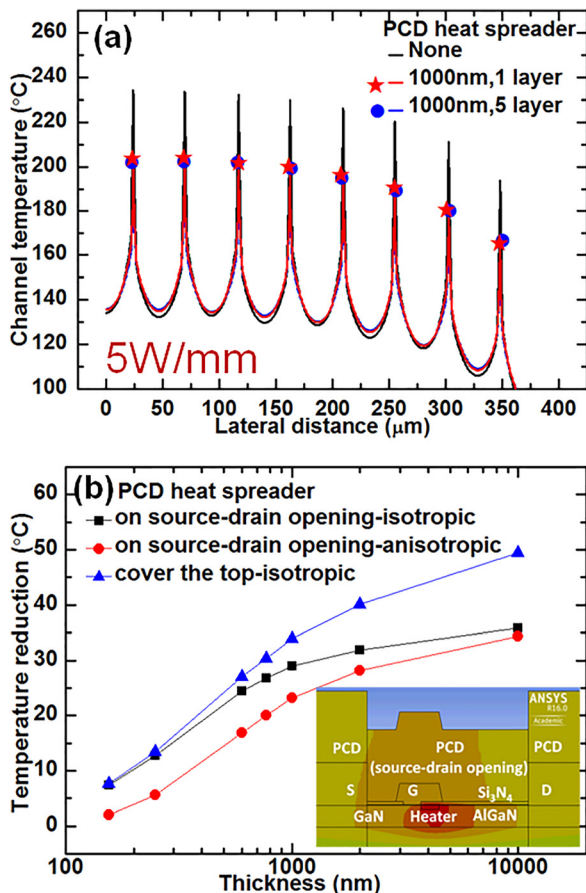 (a)
PCD heat spreader
None
1000nm,1 layer
1000nm,5 layer
260
240
220
200
180
160
140
120
100
Channel temperature (°C)
5W/mm
0 50 100 150 200 250 300 350 400
Lateral distance (μm)
(b) PCD heat spreader
on source-drain opening-isotropic
on source-drain opening-anisotropic
cover the top-isotropic
60
50
40
30
20
10
0
Temperature reduction (°C)
ANSYS
R16.0
Academic
PCD PCD PCD
(source-drain opening)
S G Si3N4 D
GaN Heater AlGaN
100 1000 10000
Thickness (nm)